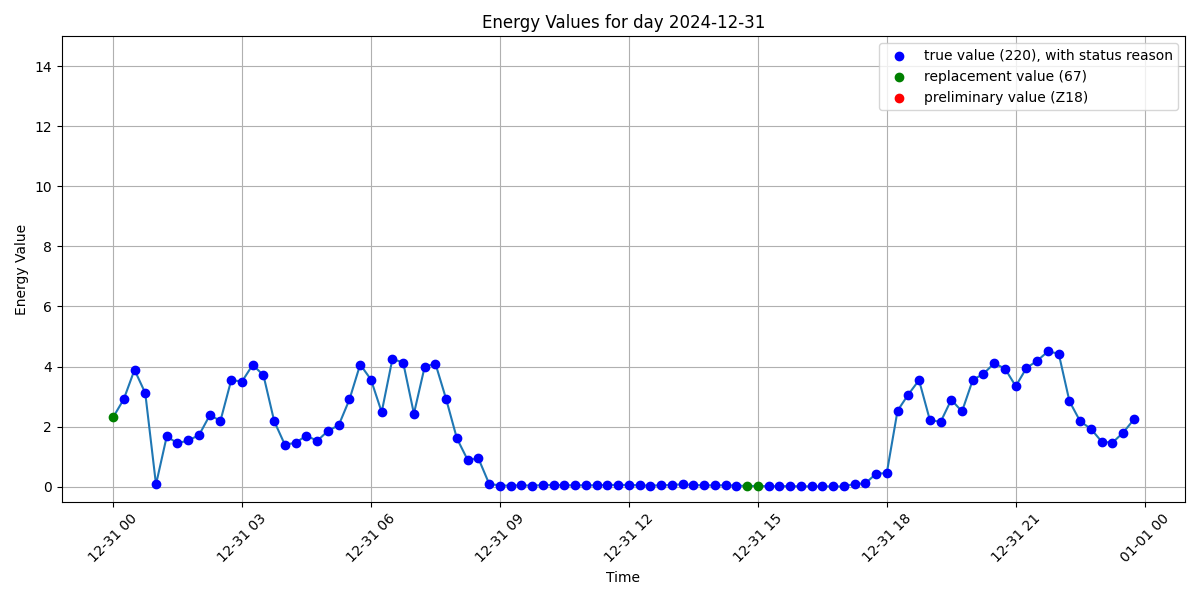 Energy Values for day 2024-12-31
true value (220), with status reason
replacement value (67)
preliminary value (Z18)
Energy Value
14
12
10
8
6
4
2
0
12-31 00
12-31 03
12-31 06
12-31 09
12-31 12
12-31 15
12-31 18
12-31 21
01-01 00
Time